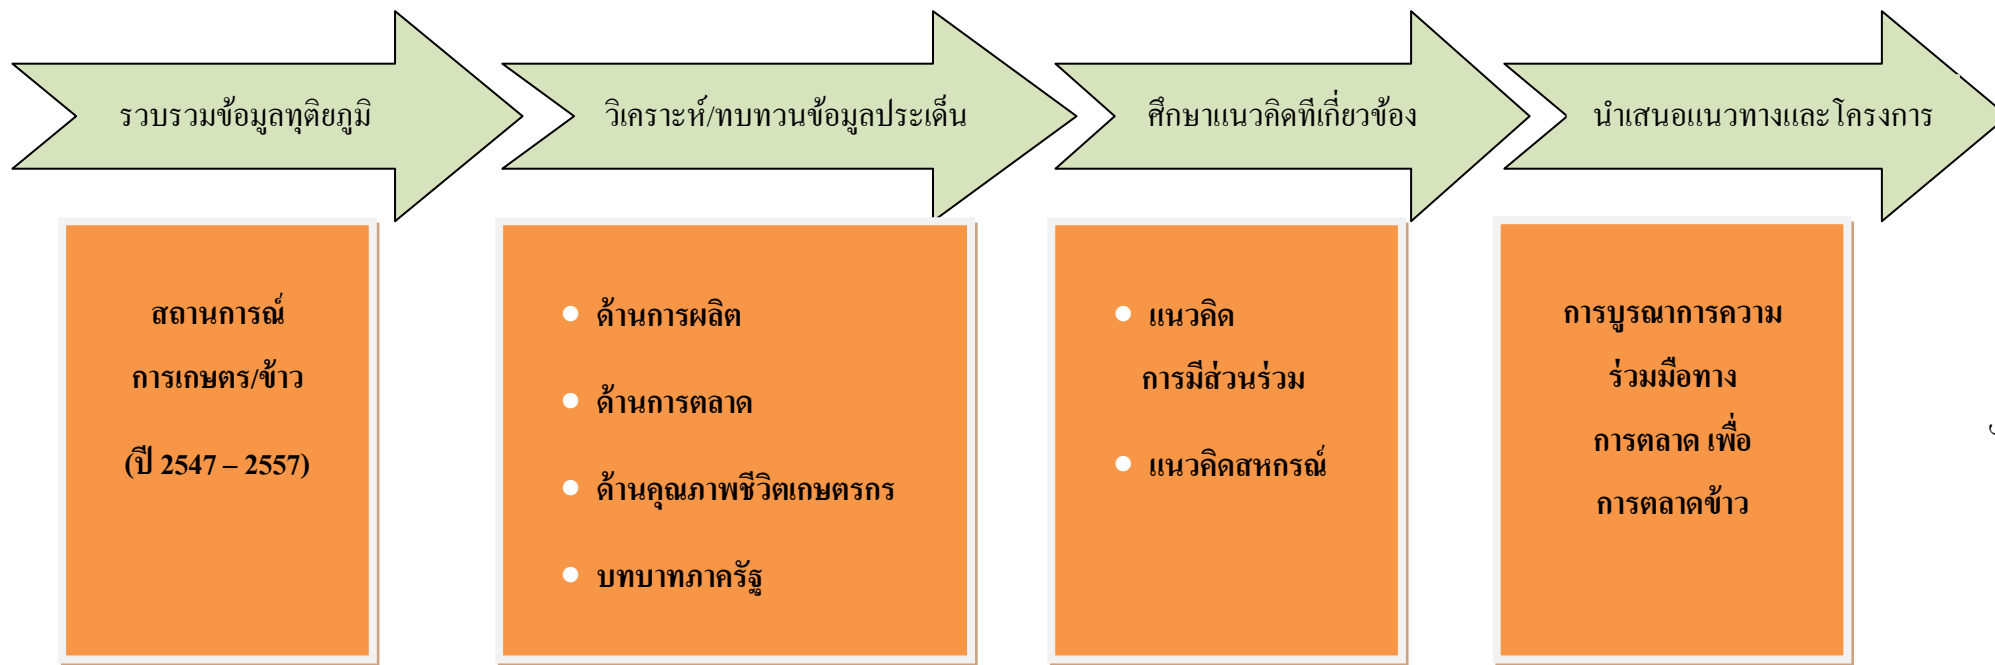 รวบรวมข้อมูลทุติยภูมิ
วิเคราะห์/ทบทวนข้อมูลประเด็น
ศึกษาแนวคิดที่เกี่ยวข้อง
นำเสนอแนวทางและโครงการ
สถานการณ์
การเกษตร/ข้าว
(ปี 2547 – 2557)
• ด้านการผลิต
• ด้านการตลาด
• ด้านคุณภาพชีวิตเกษตรกร
• บทบาทภาครัฐ
• แนวคิด
การมีส่วนร่วม
• แนวคิดสหกรณ์
การบูรณาการความ
ร่วมมือทาง
การตลาด เพื่อ
การตลาดข้าว